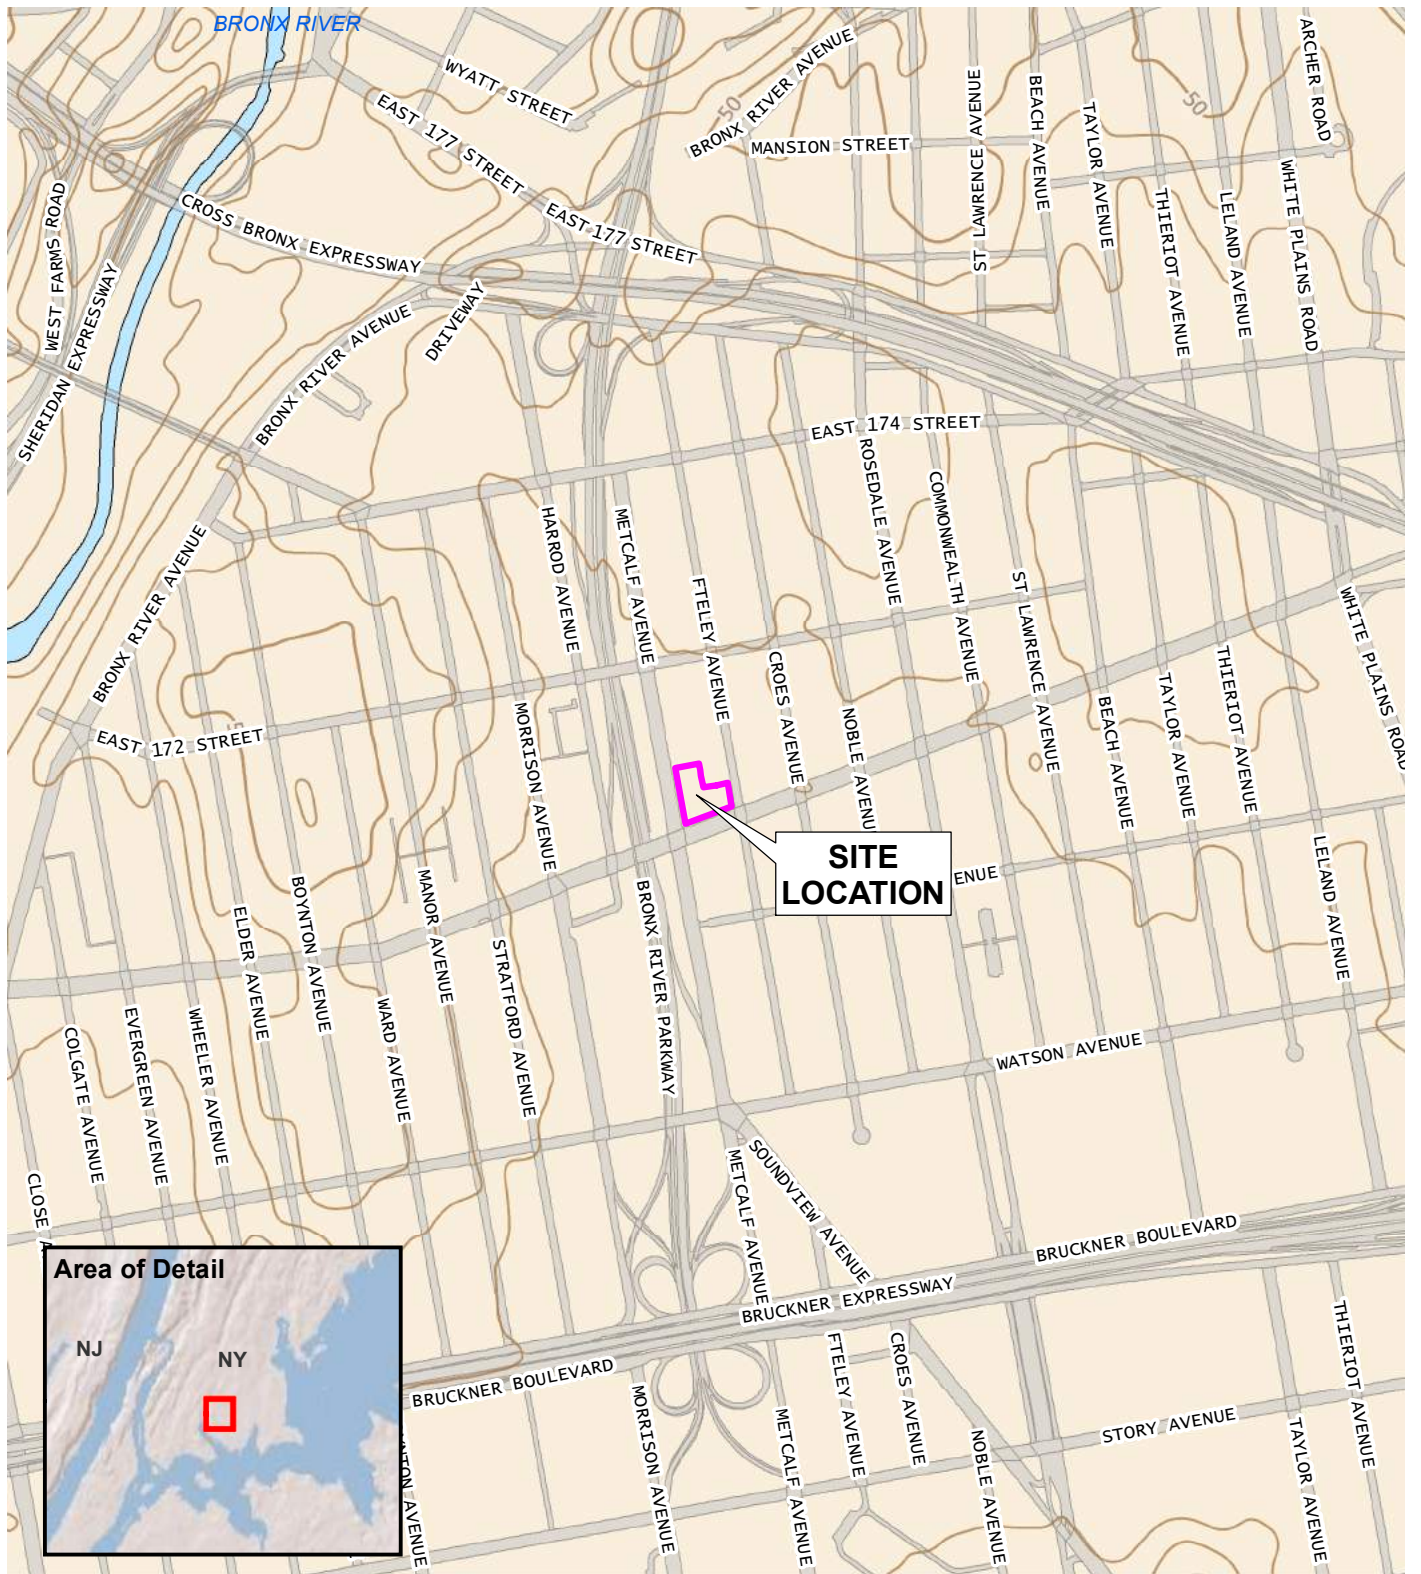 BRONX RIVER
WYATT STREET
BRONX RIVER AVENUE
ARCHER ROAD
EAST 177 STREET
50
50
MANSION STREET
ST LAWRENCE AVENUE
BEACH AVENUE
TAYLOR AVENUE
WHITE PLAINS ROAD
THIERIOT AVENUE
LELAND AVENUE
WEST FARMS ROAD
CROSS BRONX EXPRESSWAY
EAST 177 STREET
SHERIDAN EXPRESSWAY
DRIVEWAY
BRONX RIVER AVENUE
EAST 174 STREET
ROSEDALE AVENUE
COMMONWEALTH AVENUE
HARROD AVENUE
METCALF AVENUE
BRONX RIVER AVENUE
FTELEY AVENUE
ST LAWRENCE AVENUE
WHITE PLAINS ROAD
CROES AVENUE
THIERIOT AVENUE
TAYLOR AVENUE
BEACH AVENUE
NOBLE AVENU
MORRISON AVENUE
EAST 172 STREET
SITE
LOCATION
ENUE
LELAND AVENUE
BRONX RIVER PARKWAY
MANOR AVENUE
BOYNTON AVENUE
ELDER AVENUE
STRATFORD AVENUE
WARD AVENUE
WHEELER AVENUE
EVERGREEN AVENUE
COLGATE AVENUE
WATSON AVENUE
SOUNDVIEW AVENUE
METCALF AVENUE
CLOSE A
BRUCKNER BOULEVARD
BRUCKNER EXPRESSWAY
Area of Detail
NJ
NY
BRUCKNER BOULEVARD
FTELEY AVENUE
CROES AVENUE
THIERIOT AVENUE
MORRISON AVENUE
METCALF AVENUE
STORY AVENUE
NOBLE AVENUE
TAYLOR AVENUE
NTON AVENUE